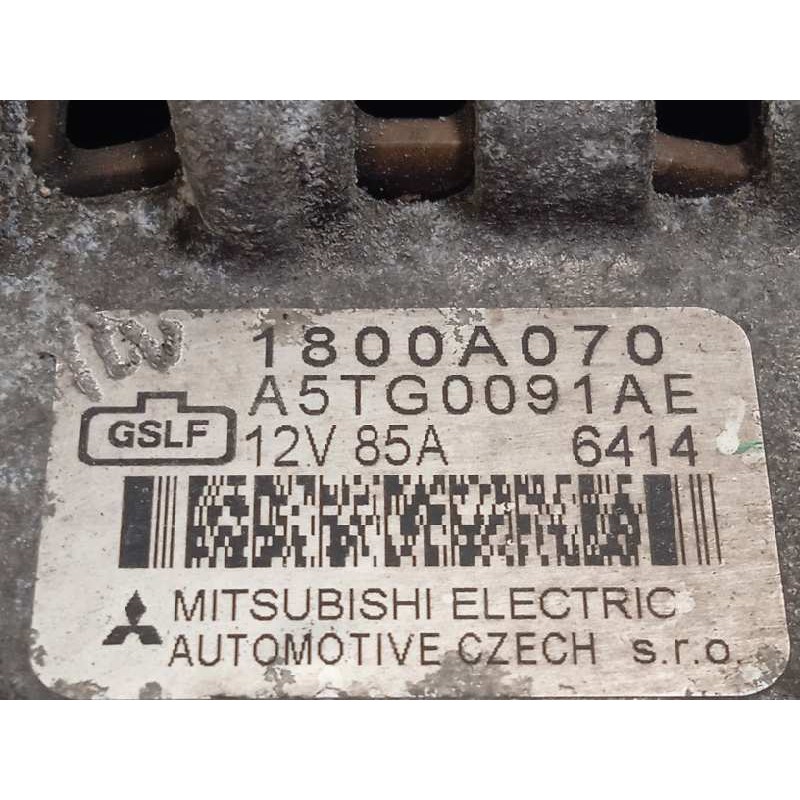 1800A070
A5TG0091AE
GSLF 12V 85A 6414
MITSUBISHI ELECTRIC
AUTOMOTIVE CZECH s.r.o.